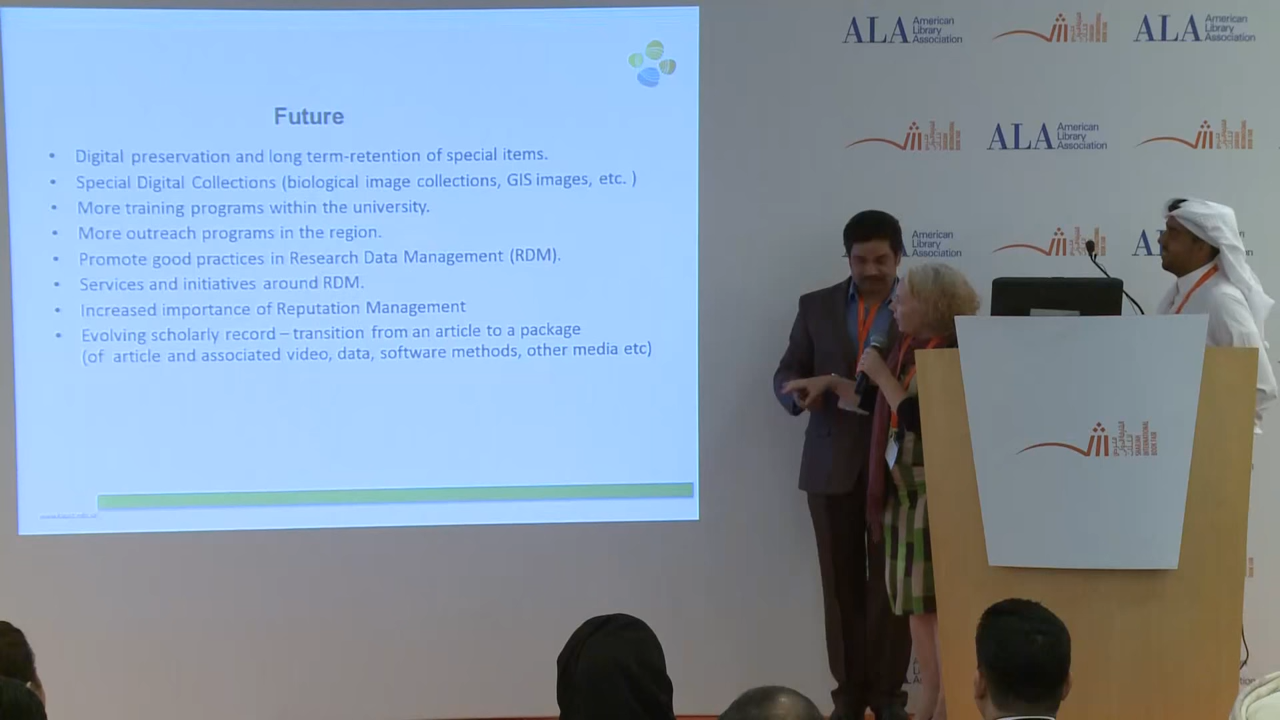 Future
• Digital preservation and long term-retention of special items.
• Special Digital Collections (biological image collections, GIS images, etc. )
• More training programs within the university.
• More outreach programs in the region.
• Promote good practices in Research Data Management (RDM).
• Services and initiatives around RDM.
• Increased importance of Reputation Management
• Evolving scholarly record – transition from an article to a package
(of article and associated video, data, software methods, other media etc)
ALA American
Library
Association
ALA American
Library
Association
ALA American
Library
Association
American
Library
Association
SHARJAH
INTERNATIONAL
BOOK FAIR